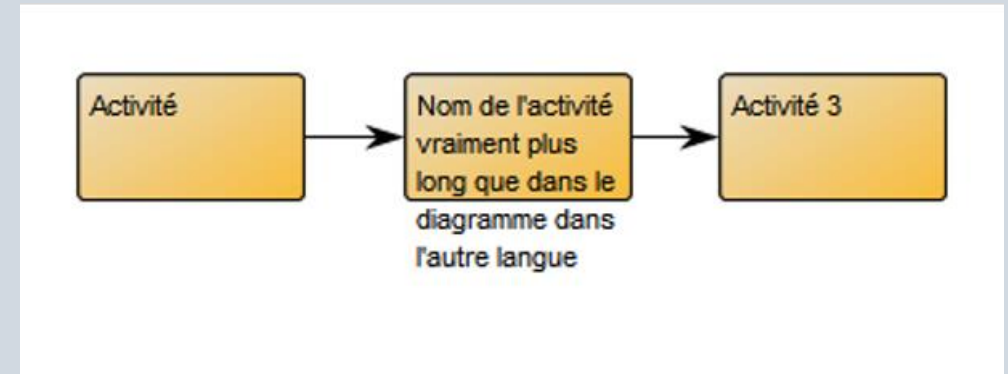 Activité
Nom de l'activité
vraiment plus
long que dans le
diagramme dans
l'autre langue
Activité 3